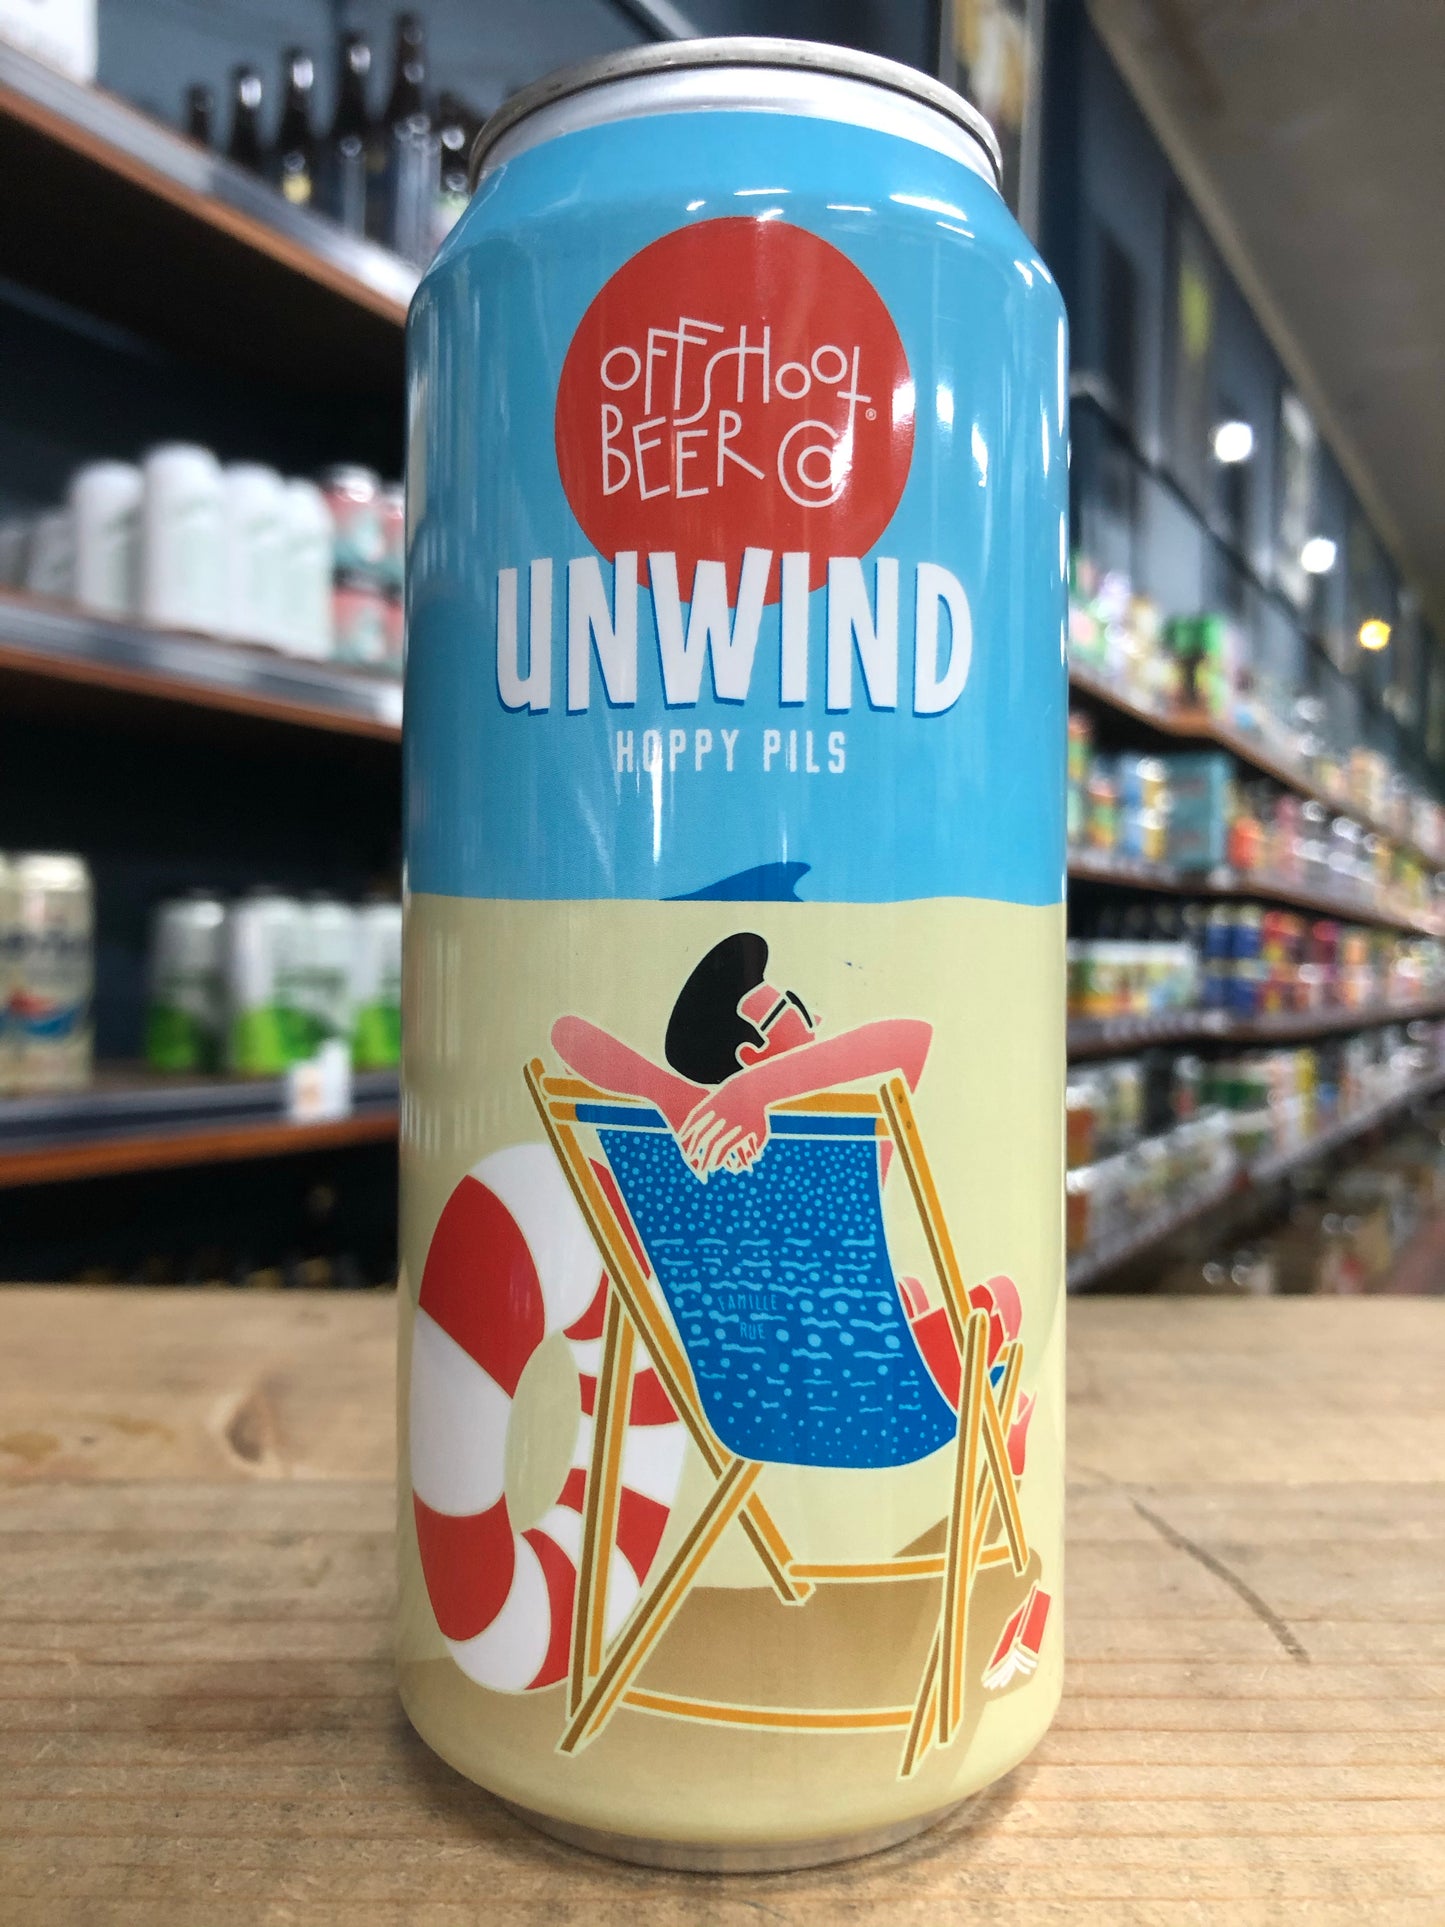 OFFSHOOT
BEER CO
®
UNWIND
HOPPY PILS
FAMILLE
RUE